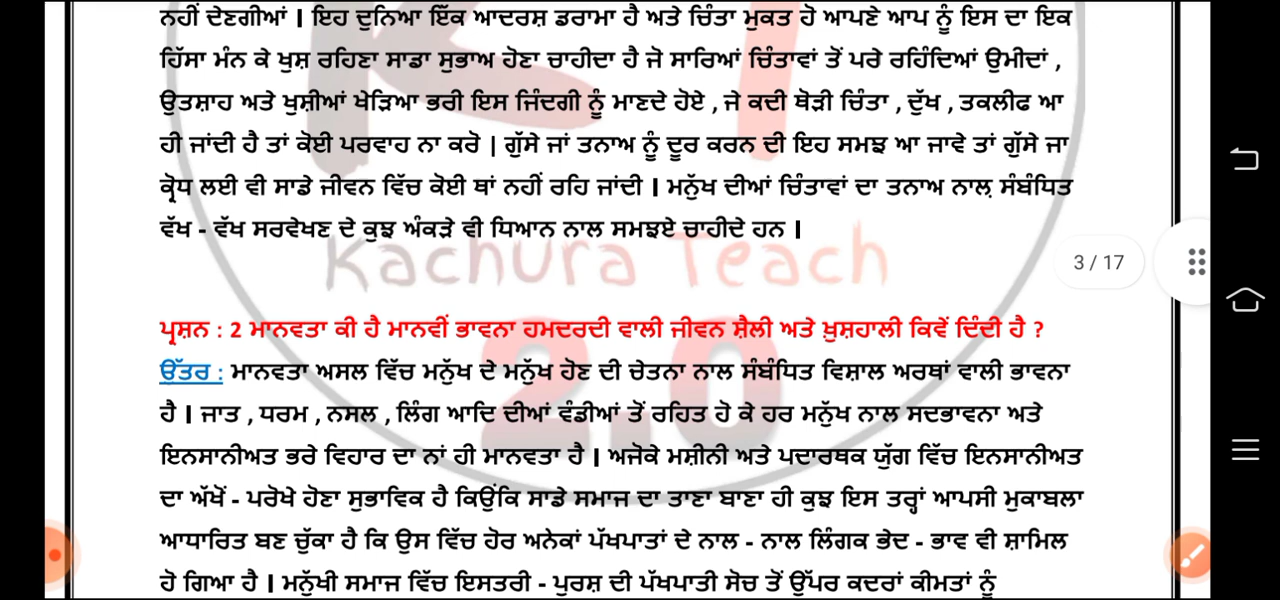 ਨਹੀਂ ਦੇਣਗੀਆਂ । ਇਹ ਦੁਨਿਆ ਇੱਕ ਆਦਰਸ਼ ਡਰਾਮਾ ਹੈ ਅਤੇ ਚਿੰਤਾ ਮੁਕਤ ਹੋ ਆਪਣੇ ਆਪ ਨੂੰ ਇਸ ਦਾ ਇਕ
ਹਿੱਸਾ ਮੰਨ ਕੇ ਖੁਸ਼ ਰਹਿਣਾ ਸਾਡਾ ਸੁਭਾਅ ਹੋਣਾ ਚਾਹੀਦਾ ਹੈ ਜੋ ਸਾਰਿਆਂ ਚਿੰਤਾਵਾਂ ਤੋਂ ਪਰੇ ਰਹਿੰਦਿਆਂ ਉਮੀਦਾਂ ,
ਉਤਸ਼ਾਹ ਅਤੇ ਖੁਸ਼ੀਆਂ ਖੇੜਿਆ ਭਰੀ ਇਸ ਜਿੰਦਗੀ ਨੂੰ ਮਾਣਦੇ ਹੋਏ , ਜੇ ਕਦੀ ਥੋੜੀ ਚਿੰਤਾ , ਦੁੱਖ , ਤਕਲੀਫ ਆ
ਹੀ ਜਾਂਦੀ ਹੈ ਤਾਂ ਕੋਈ ਪਰਵਾਹ ਨਾ ਕਰੋ | ਗੁੱਸੇ ਜਾਂ ਤਨਾਅ ਨੂੰ ਦੂਰ ਕਰਨ ਦੀ ਇਹ ਸਮਝ ਆ ਜਾਵੇ ਤਾਂ ਗੁੱਸੇ ਜਾ
ਕ੍ਰੋਧ ਲਈ ਵੀ ਸਾਡੇ ਜੀਵਨ ਵਿੱਚ ਕੋਈ ਥਾਂ ਨਹੀਂ ਰਹਿ ਜਾਂਦੀ । ਮਨੁੱਖ ਦੀਆਂ ਚਿੰਤਾਵਾਂ ਦਾ ਤਨਾਅ ਨਾਲ ਸੰਬੰਧਿਤ
ਵੱਖ - ਵੱਖ ਸਰਵੇਖਣ ਦੇ ਕੁਝ ਅੰਕੜੇ ਵੀ ਧਿਆਨ ਨਾਲ ਸਮਝਏ ਚਾਹੀਦੇ ਹਨ ।
Kachura Teach
3 / 17
ਪ੍ਰਸ਼ਨ : 2 ਮਾਨਵਤਾ ਕੀ ਹੈ ਮਾਨਵੀਂ ਭਾਵਨਾ ਹਮਦਰਦੀ ਵਾਲੀ ਜੀਵਨ ਸ਼ੈਲੀ ਅਤੇ ਖ਼ੁਸ਼ਹਾਲੀ ਕਿਵੇਂ ਦਿੰਦੀ ਹੈ ?
ਉੱਤਰ : ਮਾਨਵਤਾ ਅਸਲ ਵਿੱਚ ਮਨੁੱਖ ਦੇ ਮਨੁੱਖ ਹੋਣ ਦੀ ਚੇਤਨਾ ਨਾਲ ਸੰਬੰਧਿਤ ਵਿਸ਼ਾਲ ਅਰਥਾਂ ਵਾਲੀ ਭਾਵਨਾ
ਹੈ । ਜਾਤ , ਧਰਮ , ਨਸਲ , ਲਿੰਗ ਆਦਿ ਦੀਆਂ ਵੰਡੀਆਂ ਤੋਂ ਰਹਿਤ ਹੋ ਕੇ ਹਰ ਮਨੁੱਖ ਨਾਲ ਸਦਭਾਵਨਾ ਅਤੇ
2.0
ਇਨਸਾਨੀਅਤ ਭਰੇ ਵਿਹਾਰ ਦਾ ਨਾਂ ਹੀ ਮਾਨਵਤਾ ਹੈ । ਅਜੋਕੇ ਮਸ਼ੀਨੀ ਅਤੇ ਪਦਾਰਥਕ ਯੁੱਗ ਵਿੱਚ ਇਨਸਾਨੀਅਤ
ਦਾ ਅੱਖੋਂ - ਪਰੋਖੇ ਹੋਣਾ ਸੁਭਾਵਿਕ ਹੈ ਕਿਉਂਕਿ ਸਾਡੇ ਸਮਾਜ ਦਾ ਤਾਣਾ ਬਾਣਾ ਹੀ ਕੁਝ ਇਸ ਤਰ੍ਹਾਂ ਆਪਸੀ ਮੁਕਾਬਲਾ
ਆਧਾਰਿਤ ਬਣ ਚੁੱਕਾ ਹੈ ਕਿ ਉਸ ਵਿੱਚ ਹੋਰ ਅਨੇਕਾਂ ਪੱਖਪਾਤਾਂ ਦੇ ਨਾਲ - ਨਾਲ ਲਿੰਗਕ ਭੇਦ - ਭਾਵ ਵੀ ਸ਼ਾਮਿਲ
ਹੋ ਗਿਆ ਹੈ । ਮਨੁੱਖੀ ਸਮਾਜ ਵਿੱਚ ਇਸਤਰੀ - ਪੁਰਸ਼ ਦੀ ਪੱਖਪਾਤੀ ਸੋਚ ਤੋਂ ਉੱਪਰ ਕਦਰਾਂ ਕੀਮਤਾਂ ਨੂੰ